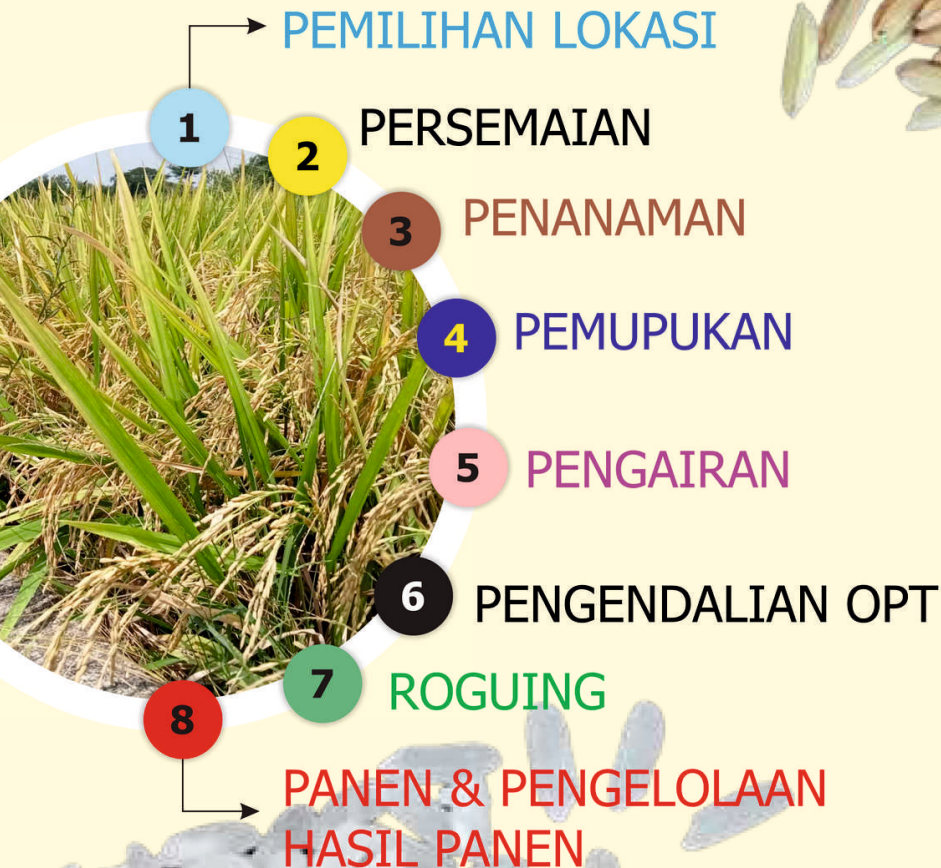 1 PEMILIHAN LOKASI
2 PERSEMAIAN
3 PENANAMAN
4 PEMUPUKAN
5 PENGAIRAN
6 PENGENDALIAN OPT
7 ROGUING
8 PANEN & PENGELOLAAN
HASIL PANEN